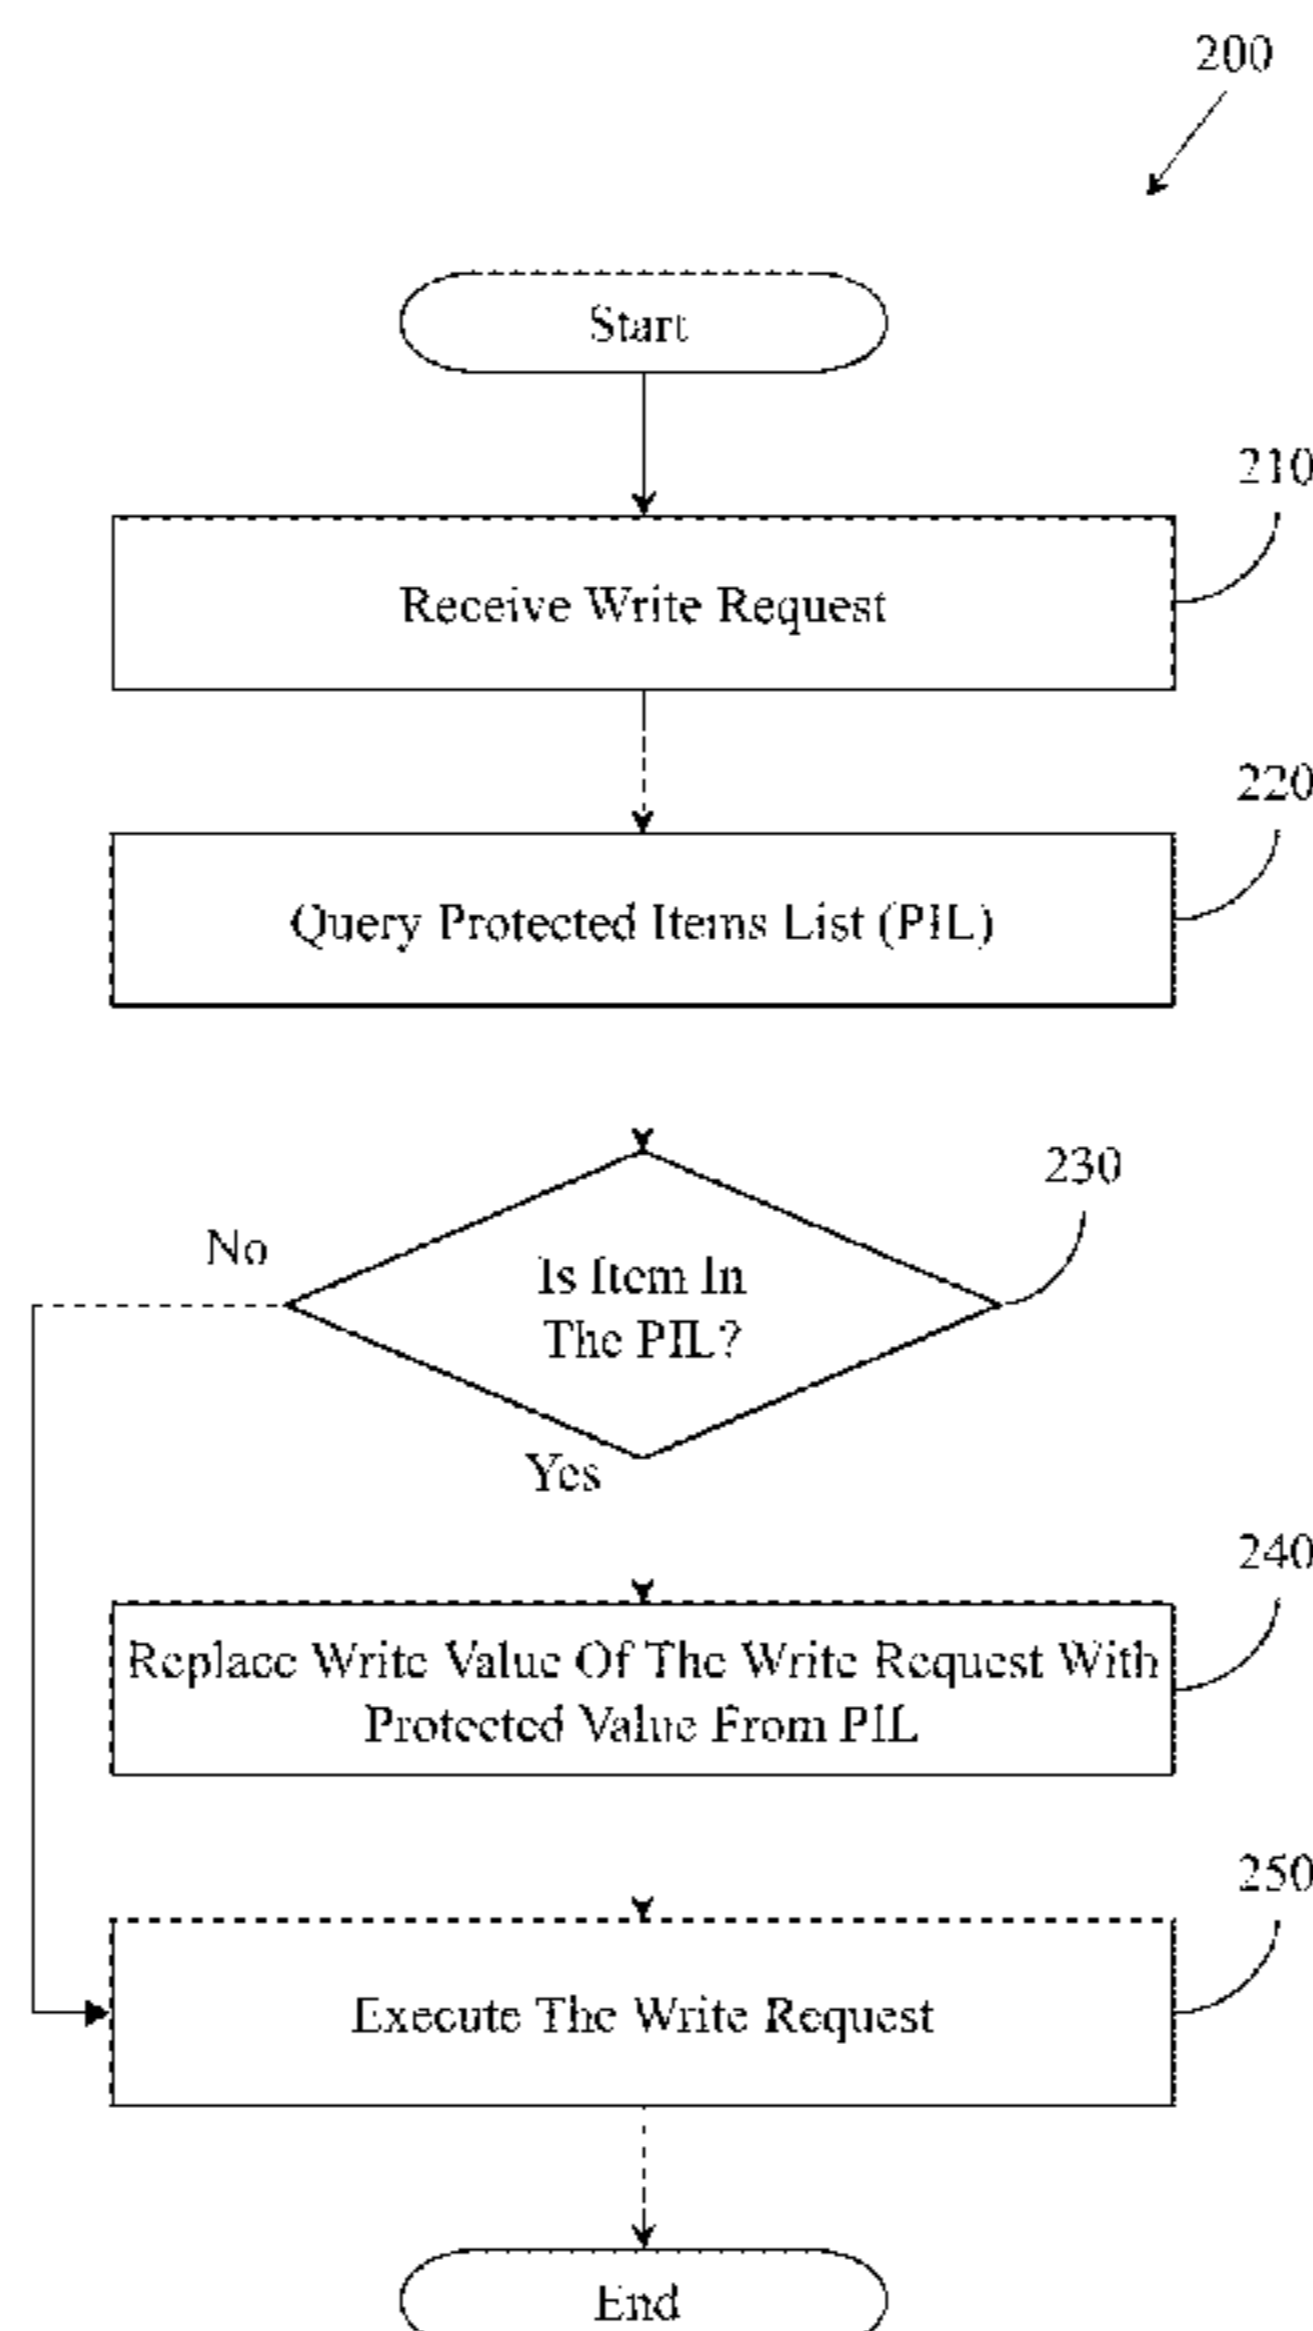 200
Start
210
Receive Write Request
220
Query Protected Items List (PIL)
230
No
Is Item In
The PIL?
Yes
240
Replace Write Value Of The Write Request With
Protected Value From PIL
250
Execute The Write Request
End